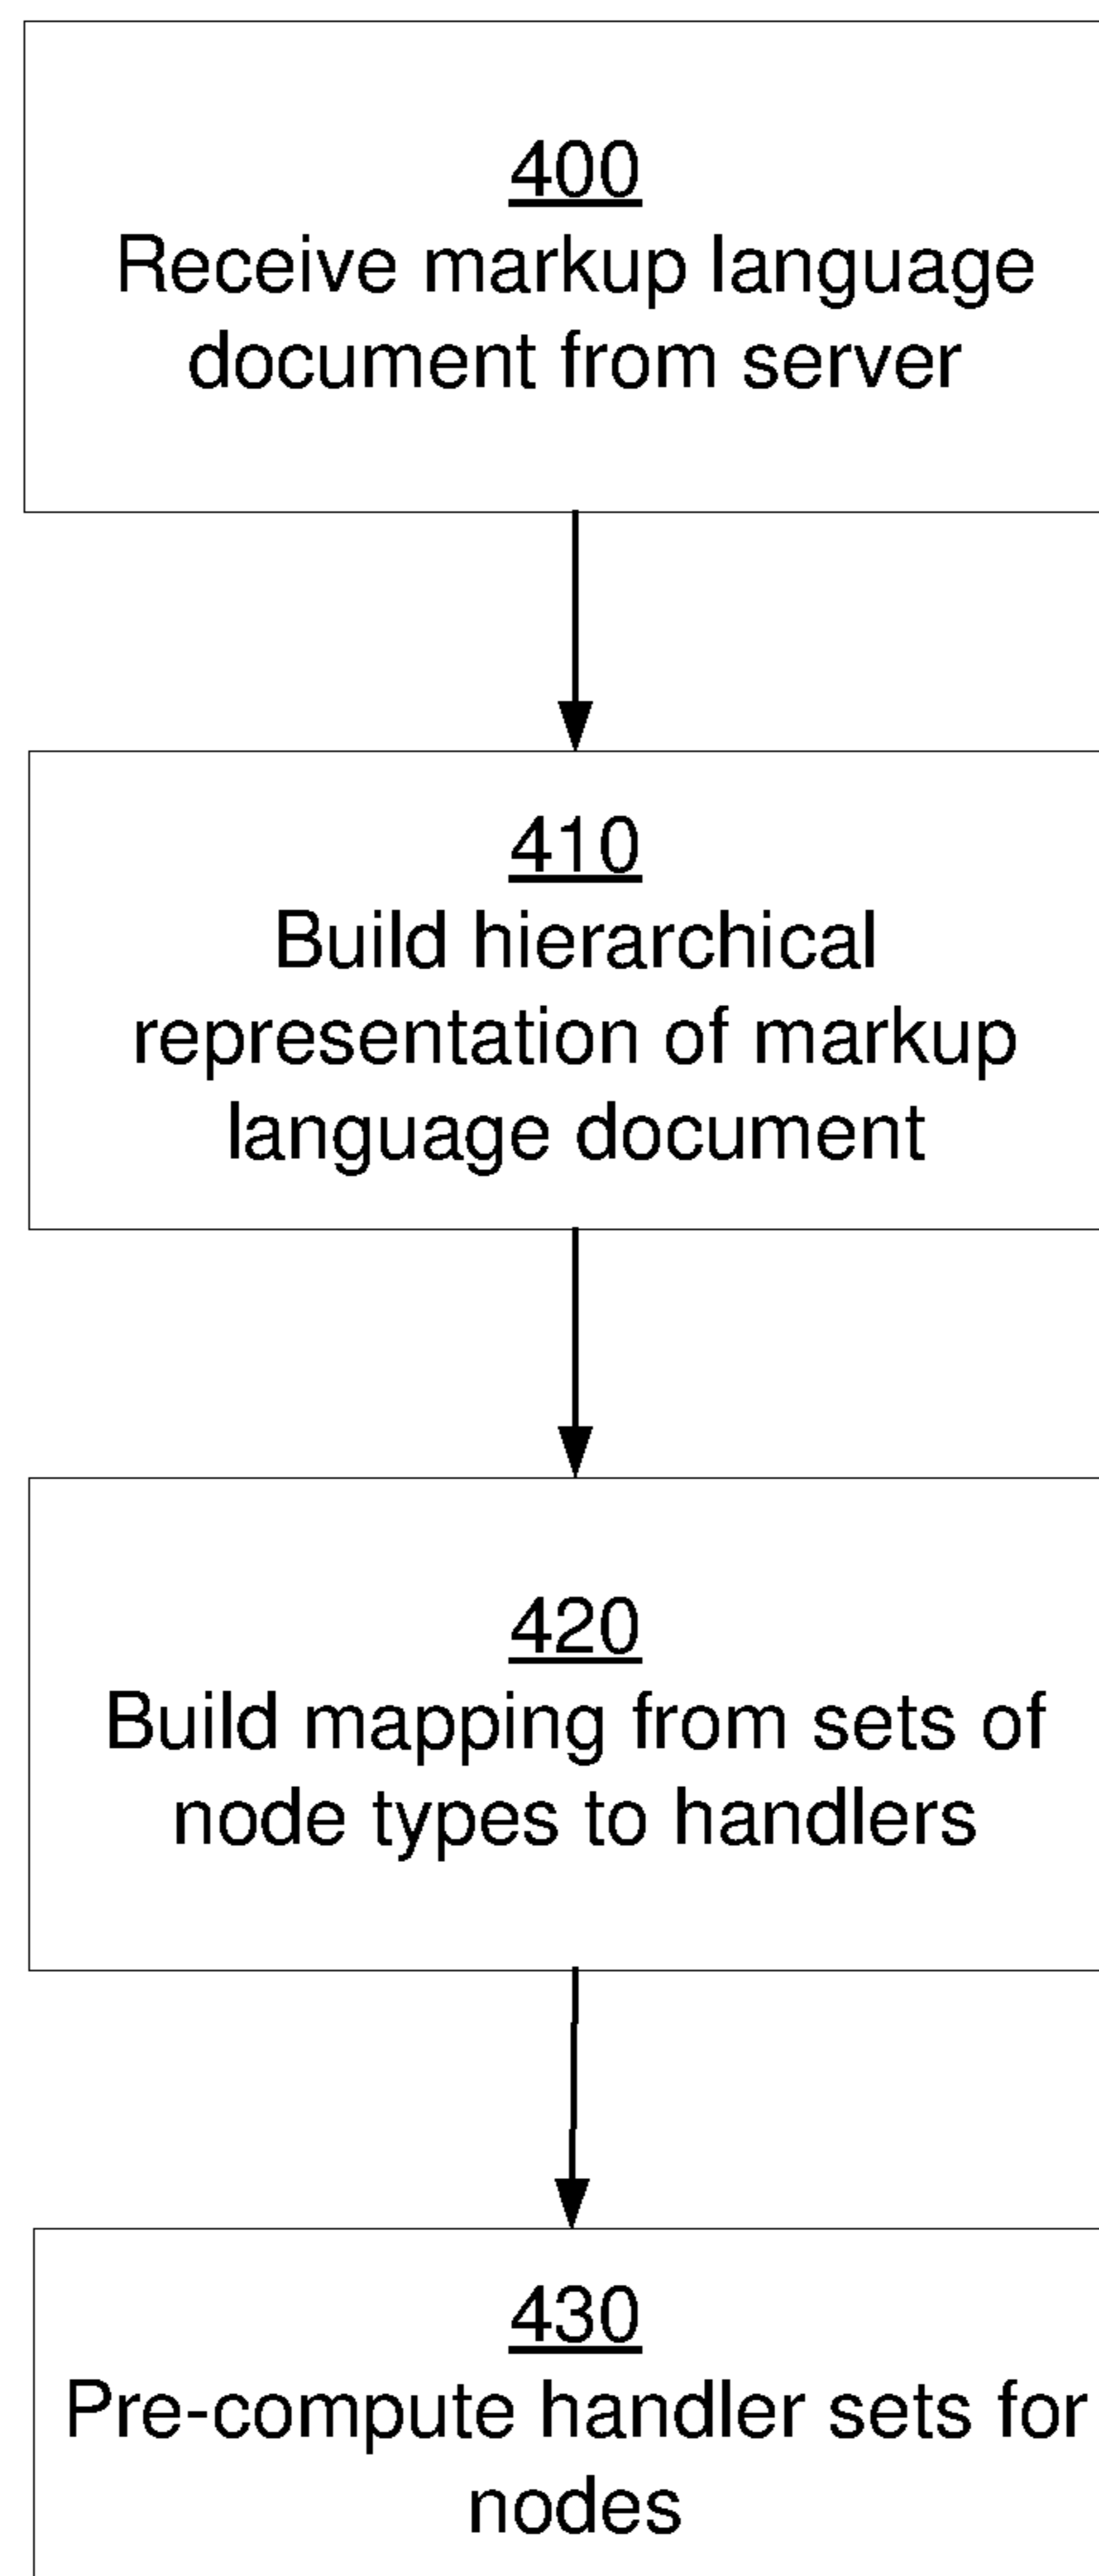 400
Receive markup language
document from server
410
Build hierarchical
representation of markup
language document
420
Build mapping from sets of
node types to handlers
430
Pre-compute handler sets for
nodes